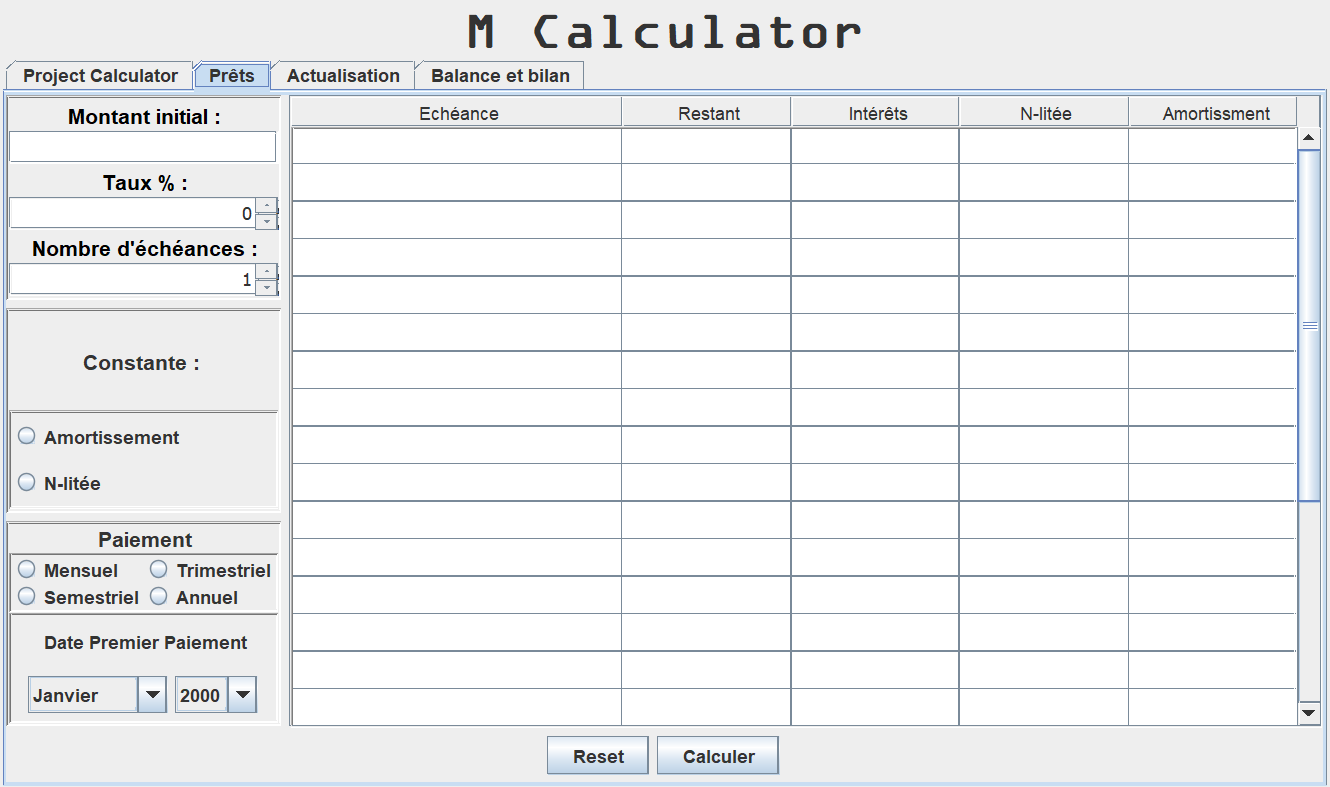 M Calculator
Project Calculator Prêts Actualisation Balance et bilan
Montant initial :
Taux % :
0
Nombre d'échéances :
1
Constante :
Amortissement
N-litée
Paiement
Mensuel Trimestriel
Semestriel Annuel
Date Premier Paiement
Janvier 2000
Echéance Restant Intérêts N-litée Amortissment
Reset Calculer